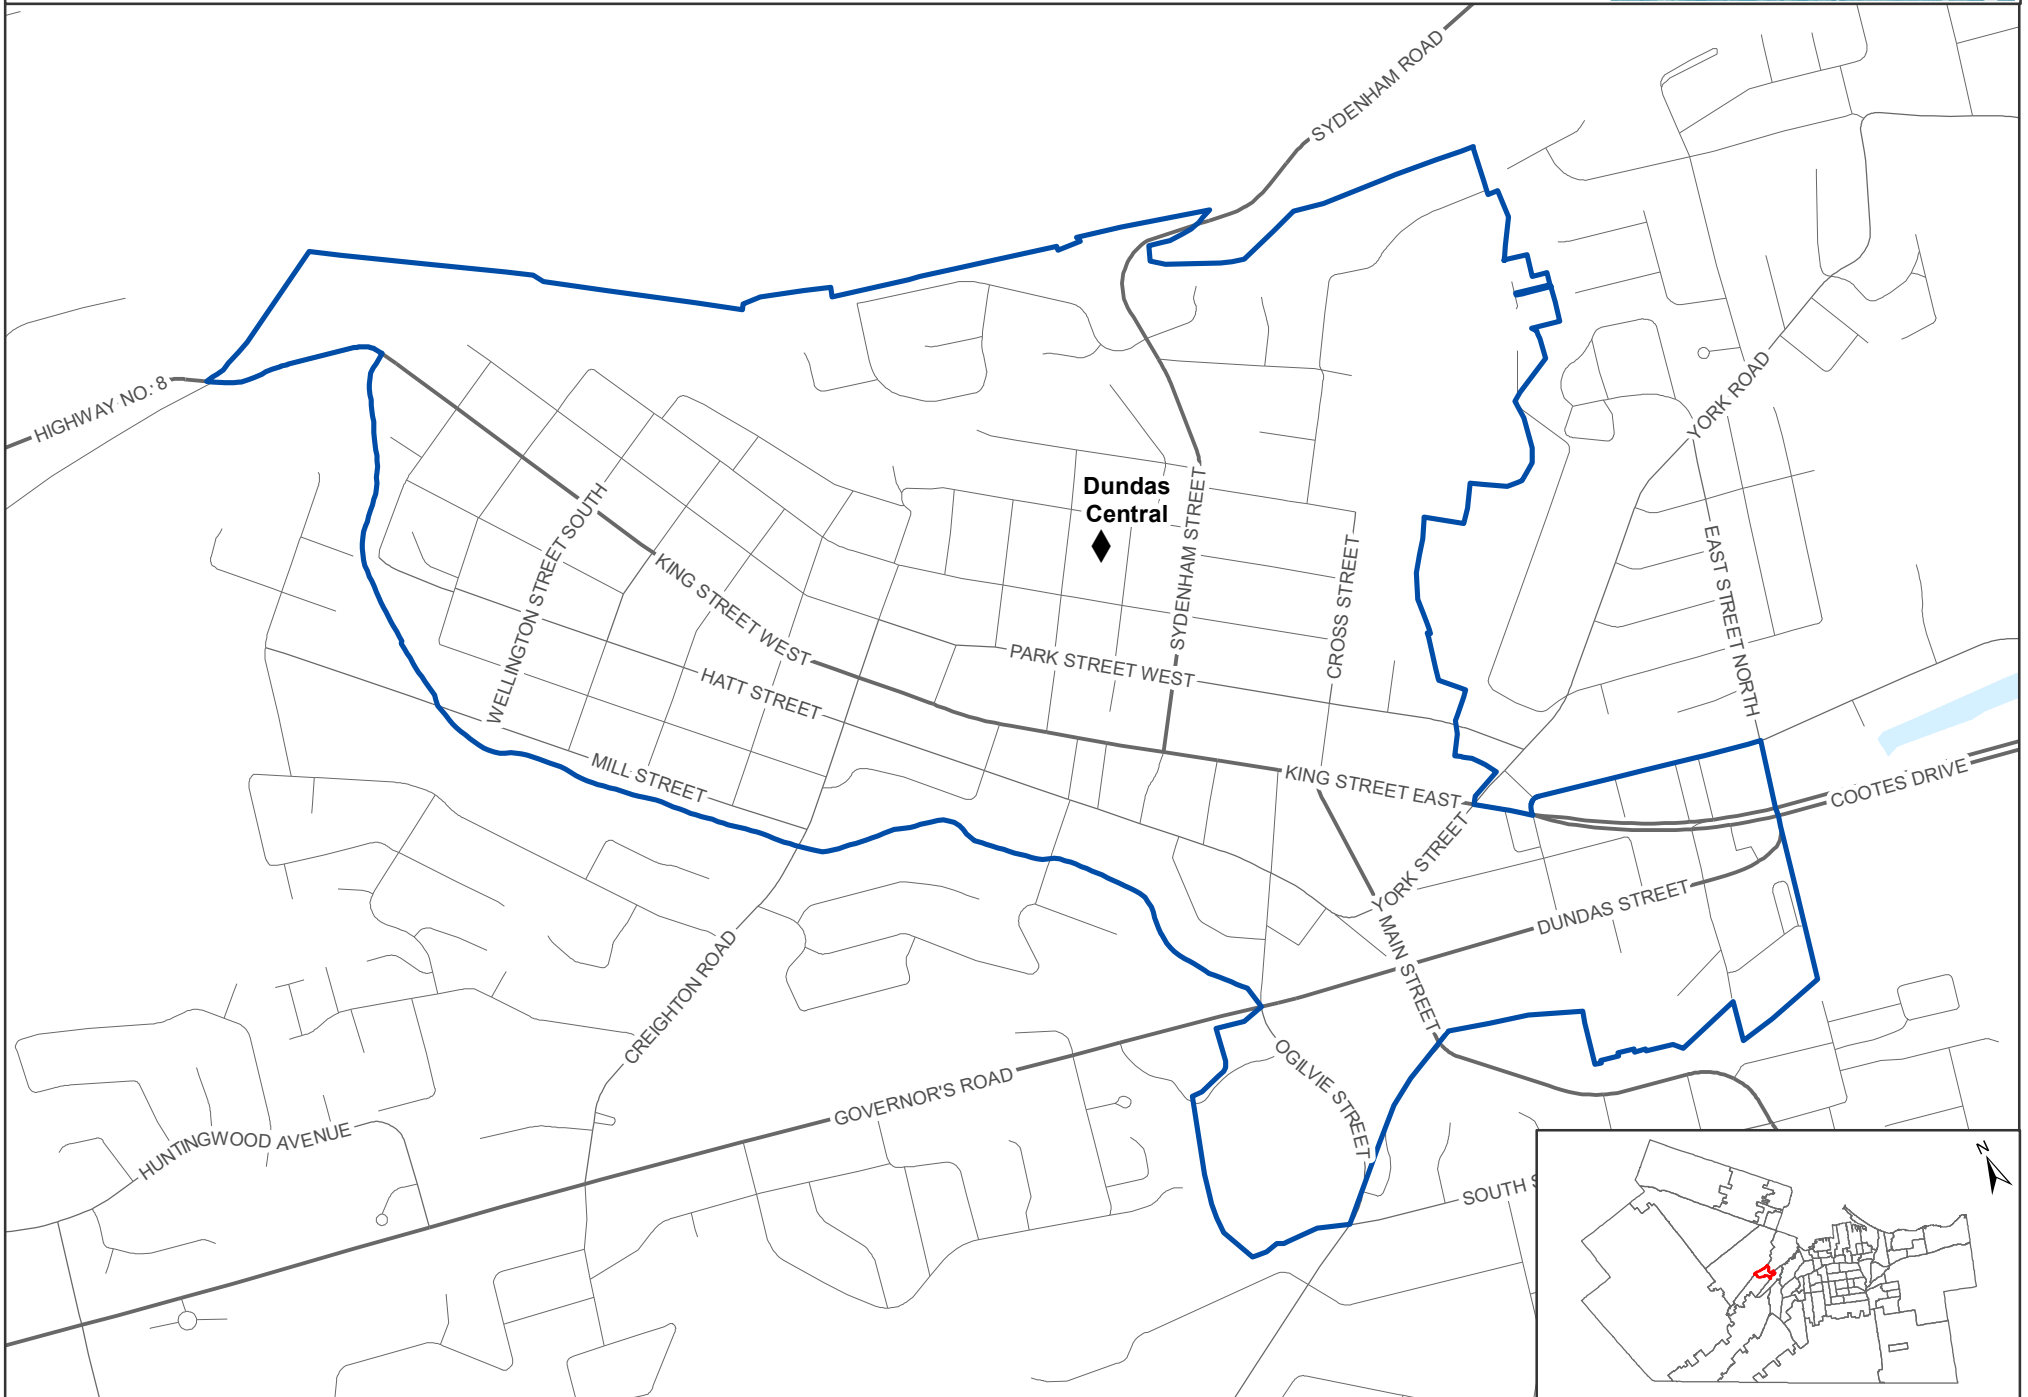 SYDENHAM ROAD
HIGHWAY NO. 8
YORK ROAD
Dundas
Central
WELLINGTON STREET SOUTH
SYDENHAM STREET
CROSS STREET
EAST STREET NORTH
KING STREET WEST
PARK STREET WEST
HATT STREET
MILL STREET
KING STREET EAST
COOTES DRIVE
YORK STREET
DUNDAS STREET
MAIN STREET
CREIGHTON ROAD
OGILVIE STREET
GOVERNOR'S ROAD
HUNTINGWOOD AVENUE
SOUTH S
N